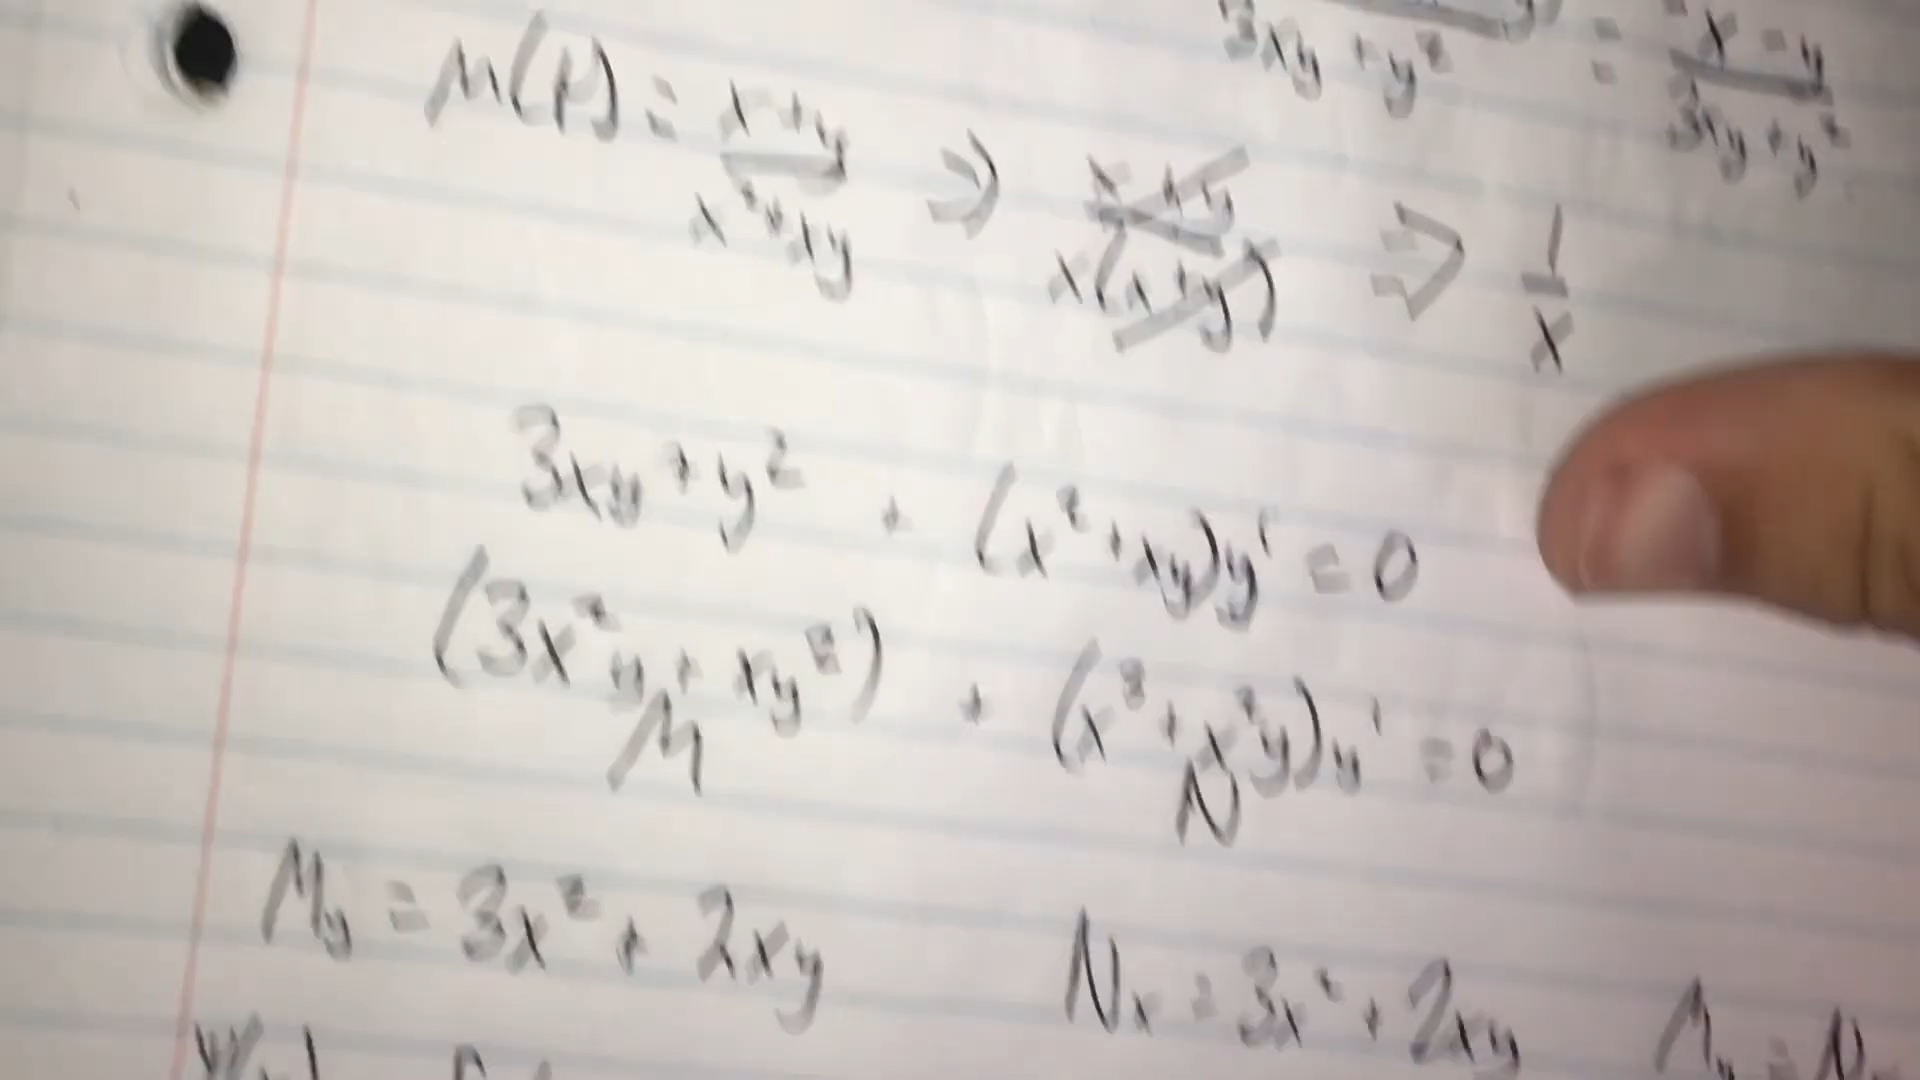 3xy + y² = x - y / 3xy + y²
M(t) = x + y / x² + xy ⇒ x + y / x(x + y) ⇒ 1 / x
3xy + y² + (x² + xy)y' = 0
(3x²y + xy²) + (x³ + x²y)y' = 0
M N
My = 3x² + 2xy Nx = 3x² + 2xy My = N